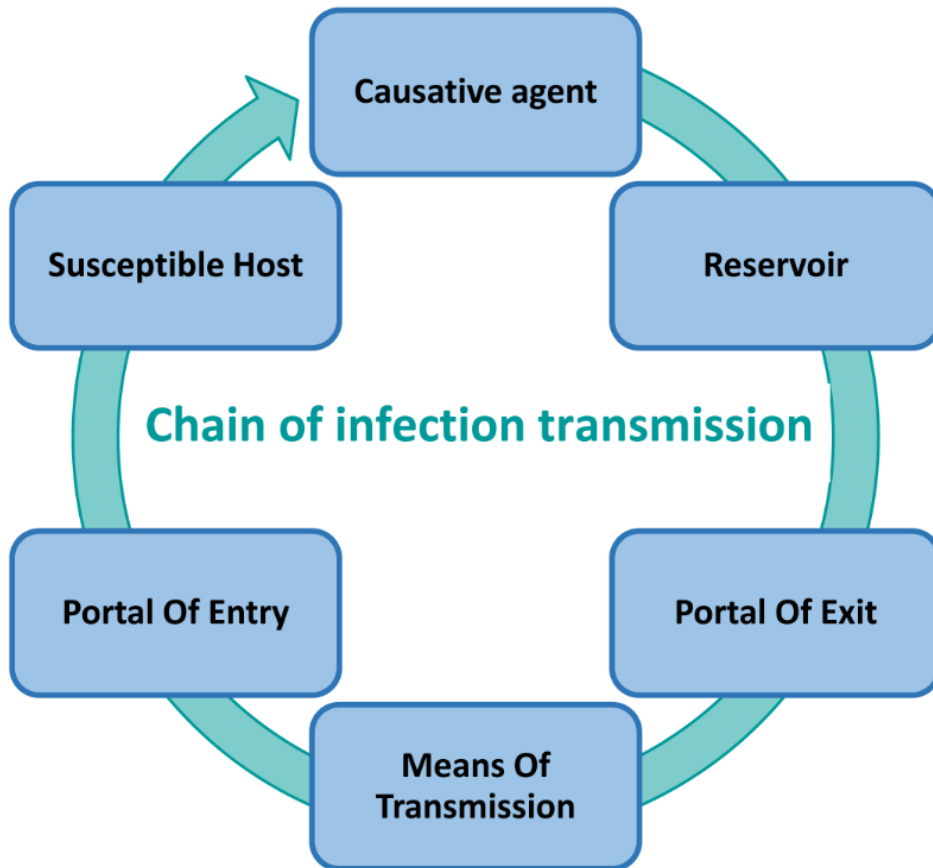 Causative agent
Susceptible Host
Reservoir
Chain of infection transmission
Portal Of Entry
Portal Of Exit
Means Of
Transmission